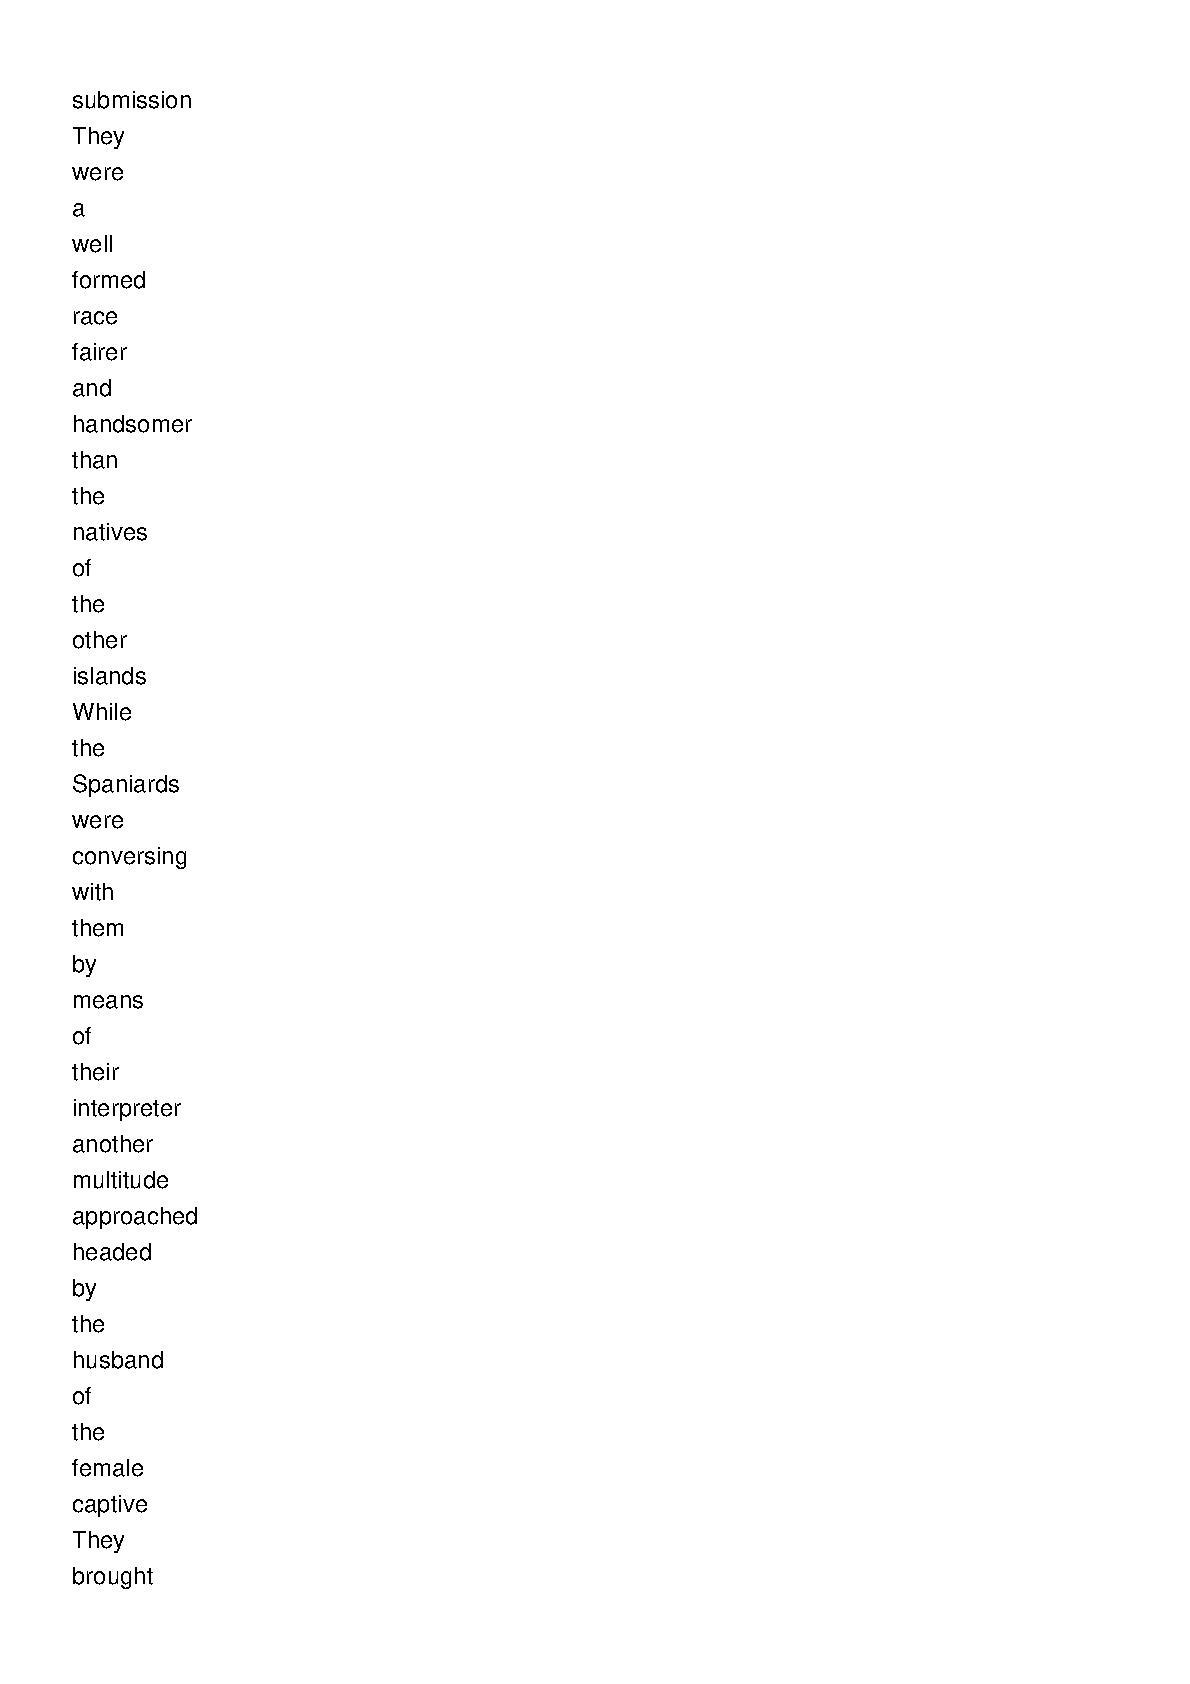 submission
They
were
a
well
formed
race
fairer
and
handsomer
than
the
natives
of
the
other
islands
While
the
Spaniards
were
conversing
with
them
by
means
of
their
interpreter
another
multitude
approached
headed
by
the
husband
of
the
female
captive
They
brought